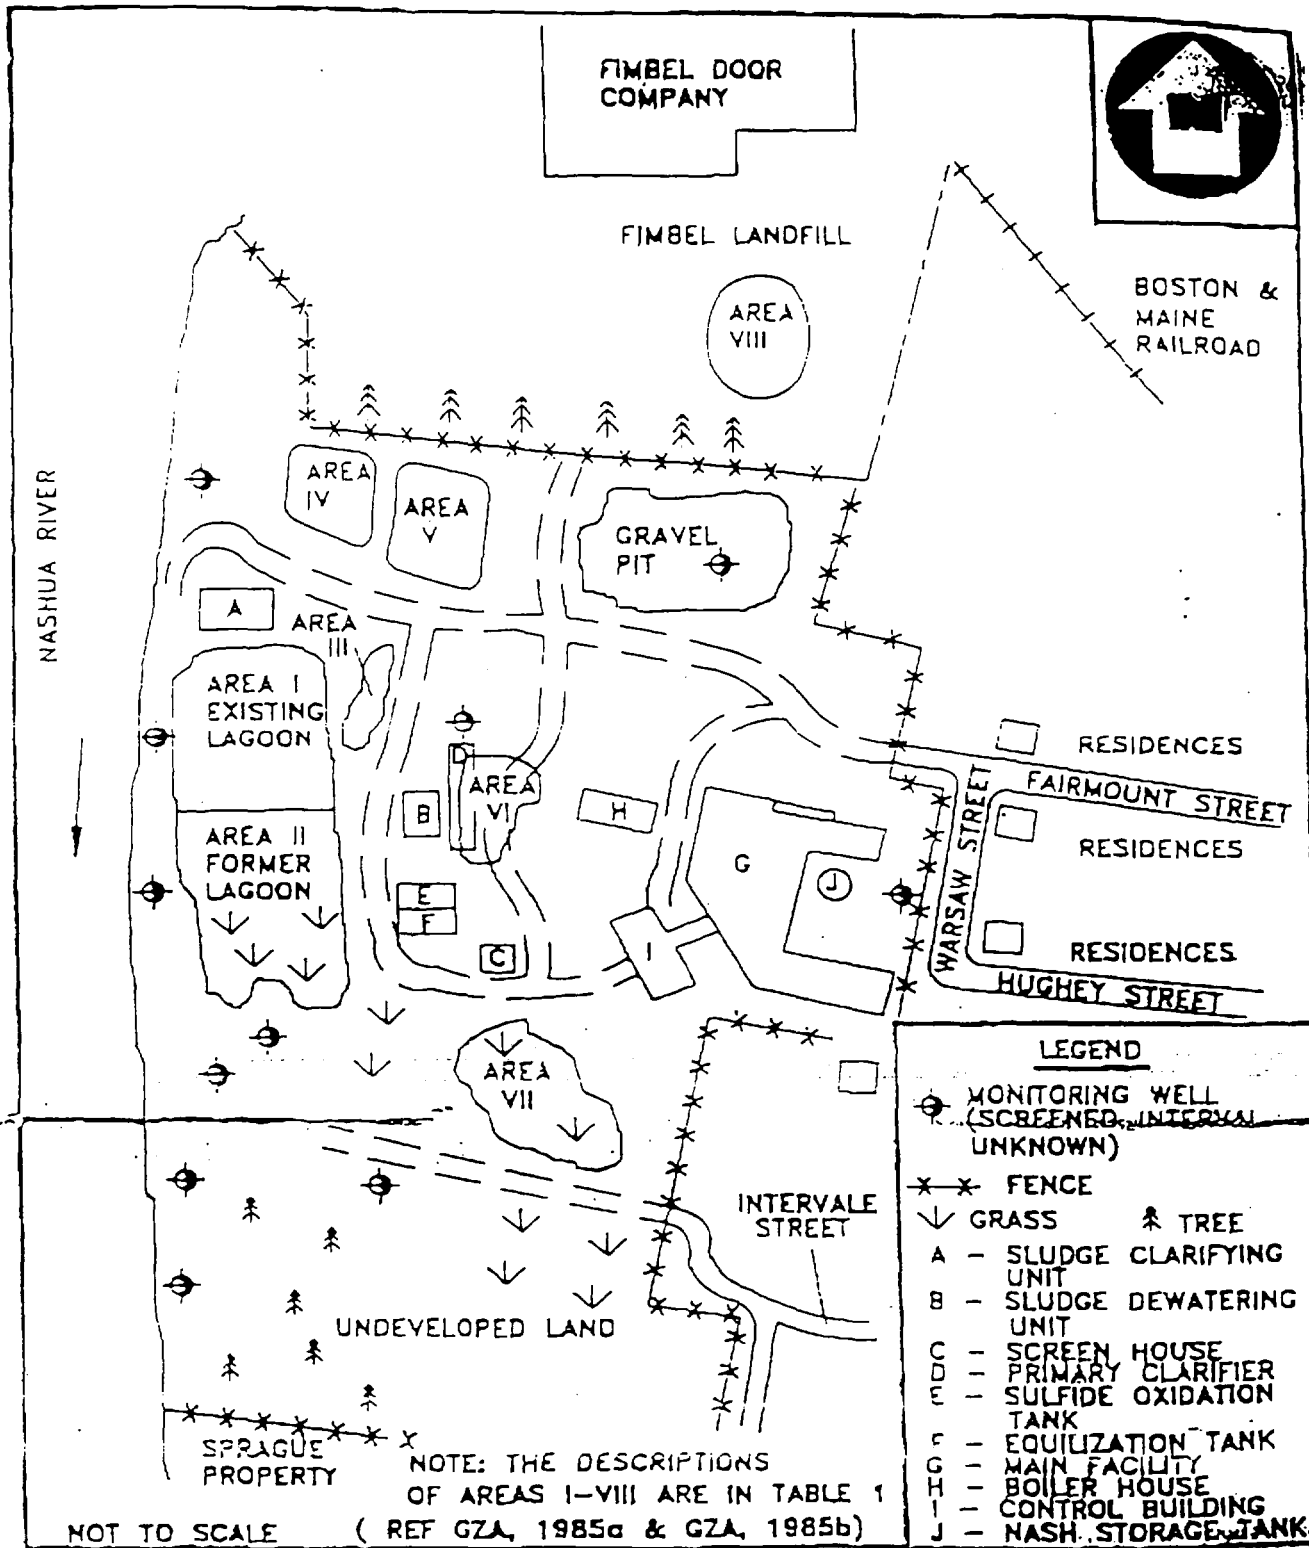 FIMBEL DOOR
COMPANY
FIMBEL LANDFILL
BOSTON &
MAINE
RAILROAD
AREA
VIII
NASHUA RIVER
AREA
IV
AREA
V
GRAVEL
PIT
A
AREA
III
AREA I
EXISTING
LAGOON
D
AREA
VI
B
H
RESIDENCES
FAIRMOUNT STREET
WARSAW STREET
RESIDENCES
AREA II
FORMER
LAGOON
G
J
E
F
C
I
RESIDENCES
HUGHEY STREET
AREA
VII
INTERVALE
STREET
UNDEVELOPED LAND
SPRAGUE
PROPERTY
NOTE: THE DESCRIPTIONS
OF AREAS I-VIII ARE IN TABLE 1
( REF GZA, 1985a & GZA, 1985b)
NOT TO SCALE
LEGEND
MONITORING WELL
(SCREENED INTERVAL
UNKNOWN)
FENCE
GRASS TREE
A - SLUDGE CLARIFYING
UNIT
B - SLUDGE DEWATERING
UNIT
C - SCREEN HOUSE
D - PRIMARY CLARIFIER
E - SULFIDE OXIDATION
TANK
F - EQUILIZATION TANK
G - MAIN FACILITY
H - BOILER HOUSE
I - CONTROL BUILDING
J - NASH STORAGE TANK